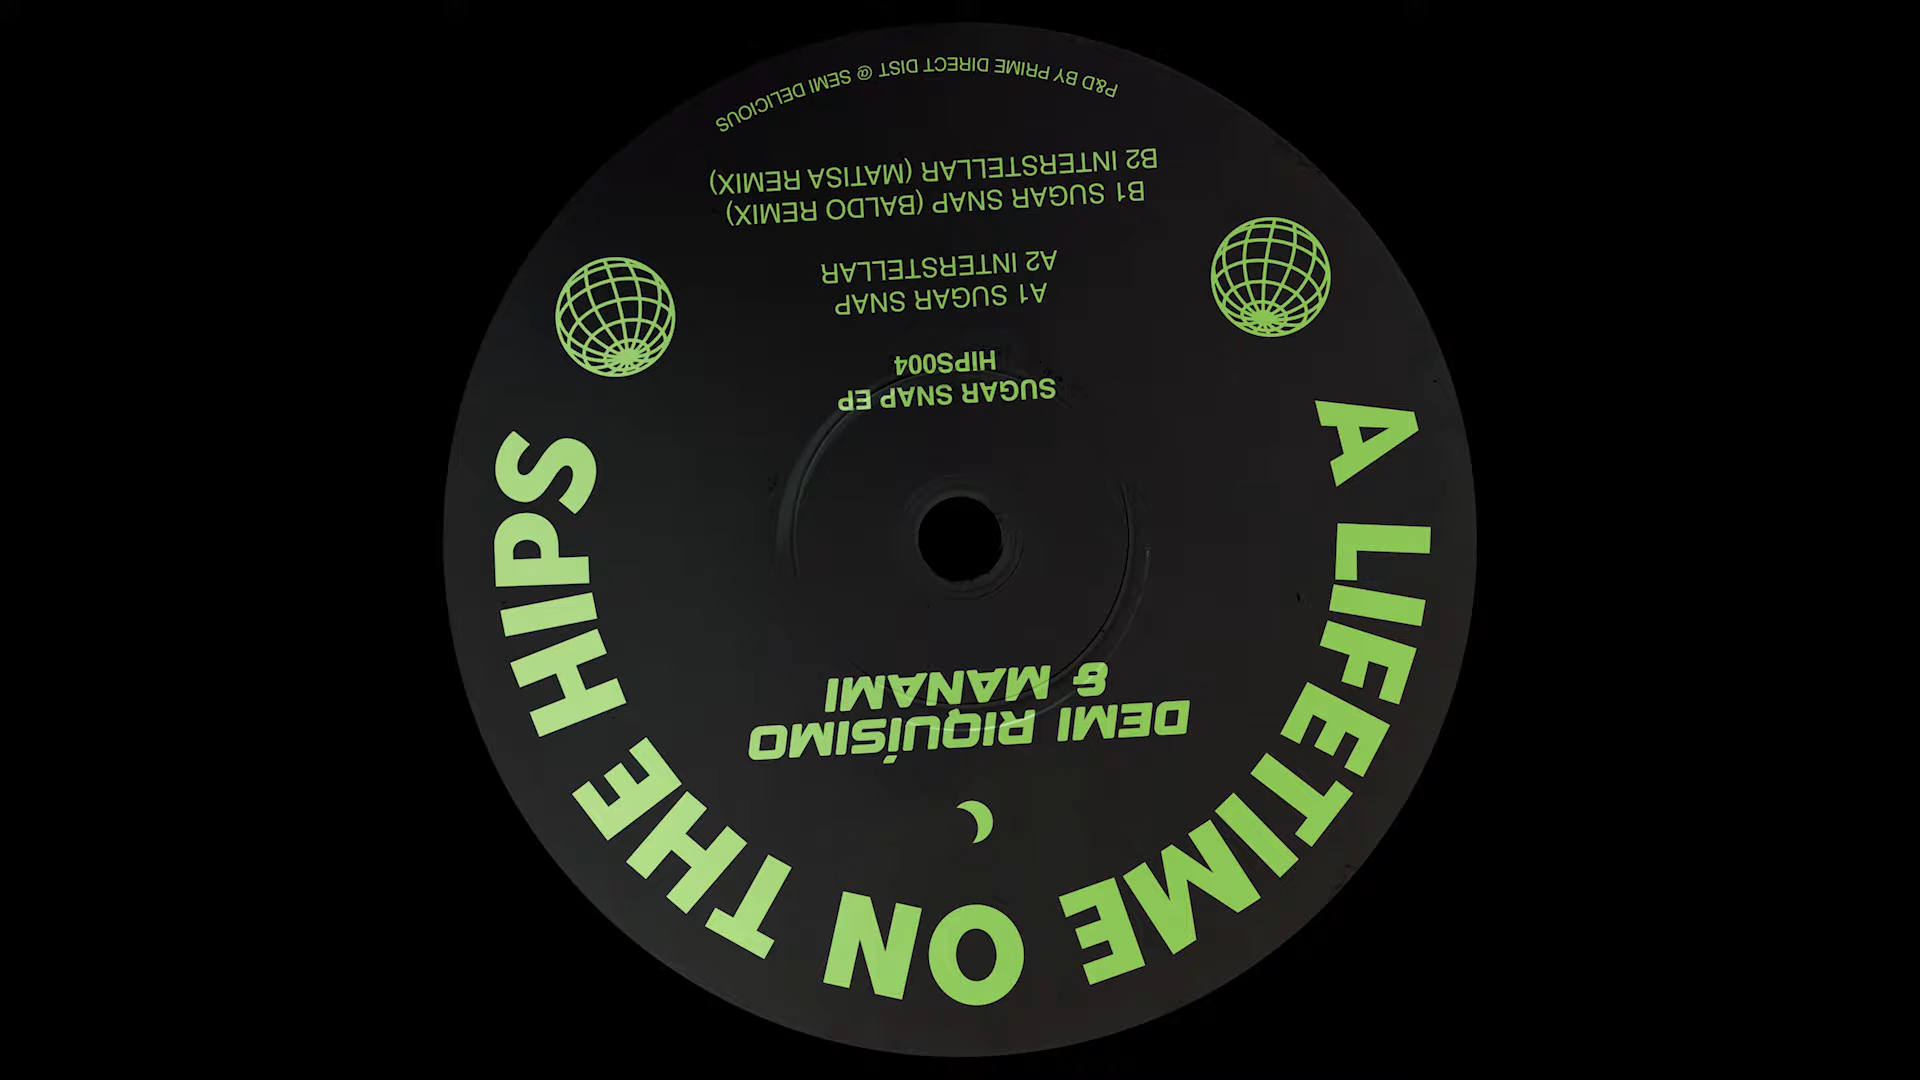 A LIFETIME ON THE HIPS
DEMI RIQUÍSIMO
& MANAMI
SUGAR SNAP EP
HIPS004
A1 SUGAR SNAP
A2 INTERSTELLAR
B1 SUGAR SNAP (BALDO REMIX)
B2 INTERSTELLAR (MATISA REMIX)
P&D BY PRIME DIRECT DIST @ SEMI DELICIOUS